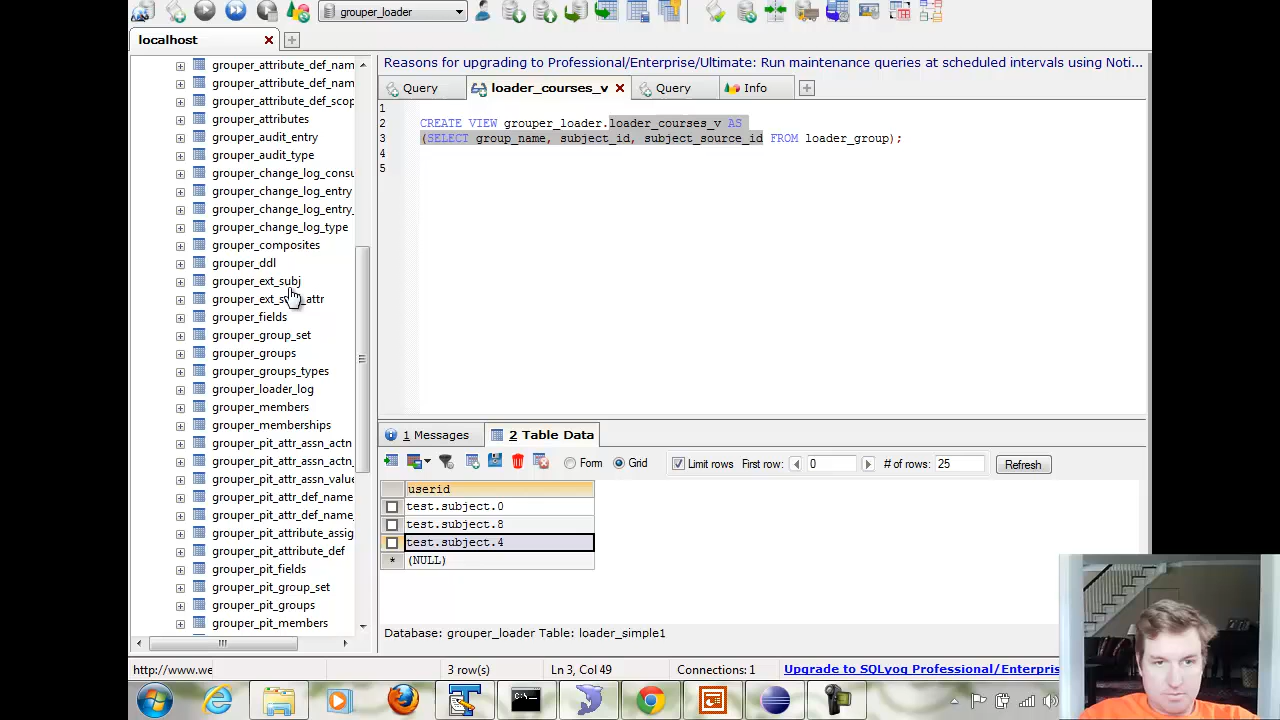 grouper_loader
localhost
Reasons for upgrading to Professional/Enterprise/Ultimate: Run maintenance queues at scheduled intervals using Noti...
Query
loader_courses_v
Query
Info
1
2 CREATE VIEW grouper_loader.loader_courses_v AS
3 (SELECT group_name, subject_id, subject_source_id FROM loader_group);
4
5
grouper_attribute_def_nam
grouper_attribute_def_nam
grouper_attribute_def_scop
grouper_attributes
grouper_audit_entry
grouper_audit_type
grouper_change_log_consu
grouper_change_log_entry
grouper_change_log_entry_
grouper_change_log_type
grouper_composites
grouper_ddl
grouper_ext_subj
grouper_fields
grouper_group_set
grouper_groups
grouper_groups_types
grouper_loader_log
grouper_members
grouper_memberships
grouper_pit_attr_assn_actn
grouper_pit_attr_assn_actn_
grouper_pit_attr_assn_value
grouper_pit_attr_def_name
grouper_pit_attr_def_name_
grouper_pit_attribute_assig
grouper_pit_attribute_def
grouper_pit_fields
grouper_pit_group_set
grouper_pit_groups
grouper_pit_members
1 Messages
2 Table Data
Form Grid Limit rows First row: 0 # of rows: 25 Refresh
userid
test.subject.0
test.subject.8
test.subject.4
* (NULL)
Database: grouper_loader Table: loader_simple1
http://www.we 3 row(s) Ln 3, Col 49 Connections: 1 Upgrade to SQLyog Professional/Enterpris